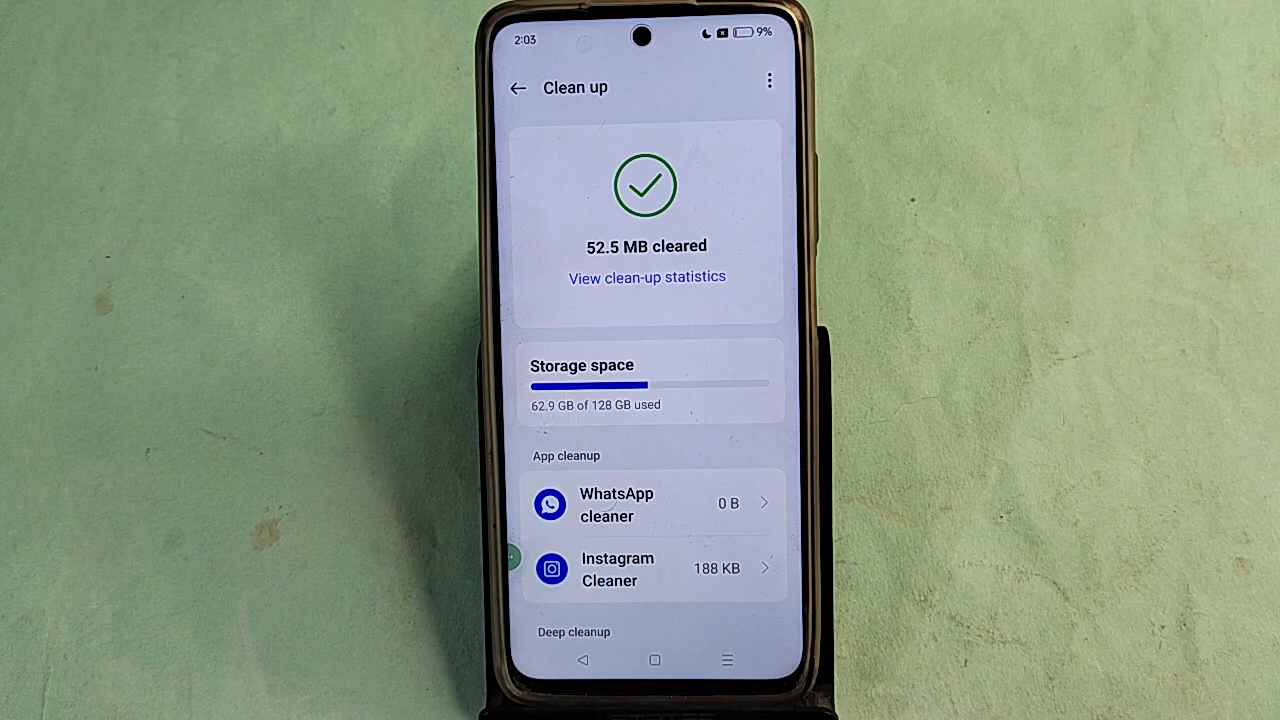 2:03
9%
Clean up
52.5 MB cleared
View clean-up statistics
Storage space
62.9 GB of 128 GB used
App cleanup
WhatsApp
cleaner
0 B
Instagram
Cleaner
188 KB
Deep cleanup